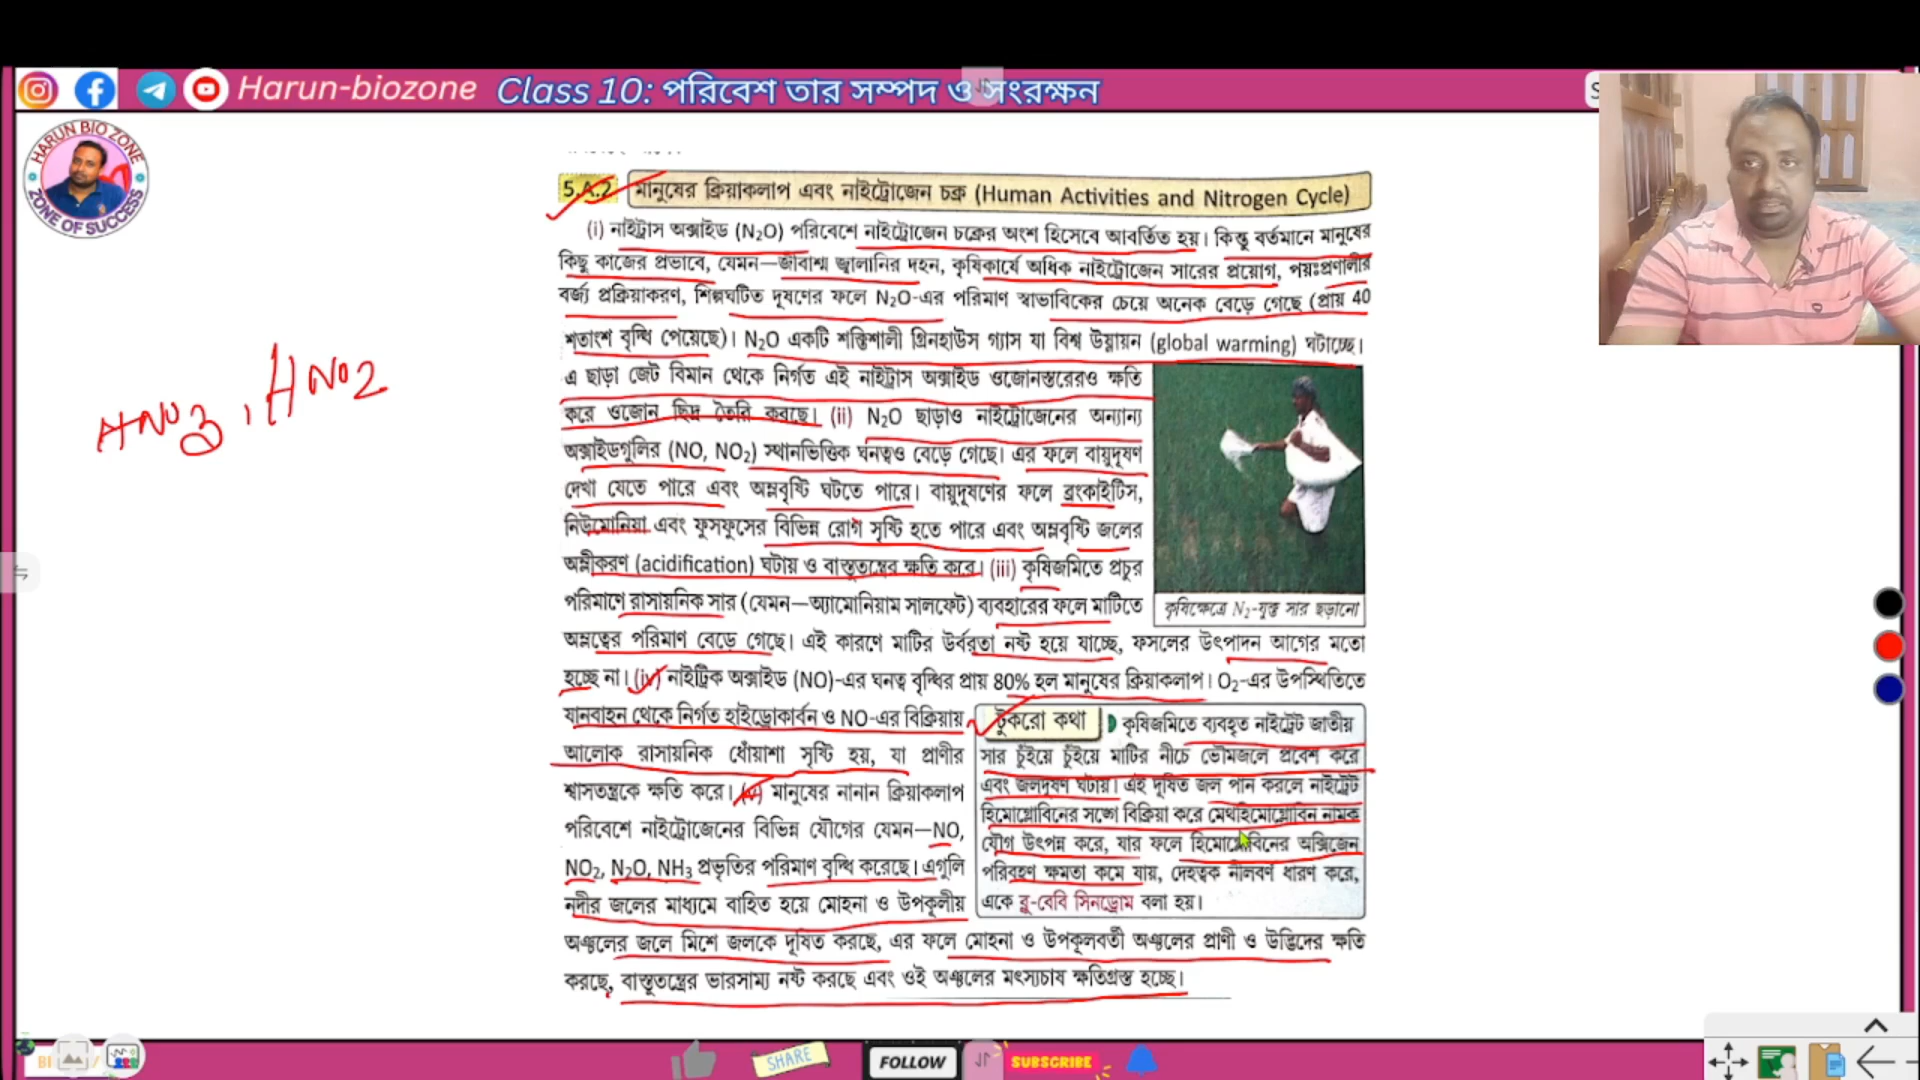 Harun-biozone Class 10: পরিবেশ তার সম্পদ ও সংরক্ষন
S
HARUN BIO ZONE
ZONE OF SUCCESS
5.A.2 মানুষের ক্রিয়াকলাপ এবং নাইট্রোজেন চক্র (Human Activities and Nitrogen Cycle)
(i) নাইট্রাস অক্সাইড (N₂O) পরিবেশে নাইট্রোজেন চক্রের অংশ হিসেবে আবর্তিত হয়। কিন্তু বর্তমানে মানুষের
কিছু কাজের প্রভাবে, যেমন—জীবাশ্ম জ্বালানির দহন, কৃষিকার্যে অধিক নাইট্রোজেন সারের প্রয়োগ, পয়ঃপ্রণালীর
বর্জ্য প্রক্রিয়াকরণ, শিল্পঘটিত দূষণের ফলে N₂O-এর পরিমাণ স্বাভাবিকের চেয়ে অনেক বেড়ে গেছে (প্রায় 40
শতাংশ বৃদ্ধি পেয়েছে)। N₂O একটি শক্তিশালী গ্রিনহাউস গ্যাস যা বিশ্ব উষ্ণায়ন (global warming) ঘটাচ্ছে।
এ ছাড়া জেট বিমান থেকে নির্গত এই নাইট্রাস অক্সাইড ওজোনস্তরেরও ক্ষতি
করে ওজোন ছিদ্র তৈরি করছে। (ii) N₂O ছাড়াও নাইট্রোজেনের অন্যান্য
অক্সাইডগুলির (NO, NO₂) স্থানভিত্তিক ঘনত্বও বেড়ে গেছে। এর ফলে বায়ুদূষণ
দেখা যেতে পারে এবং অম্লবৃষ্টি ঘটতে পারে। বায়ুদূষণের ফলে ব্রংকাইটিস,
নিউমোনিয়া এবং ফুসফুসের বিভিন্ন রোগ সৃষ্টি হতে পারে এবং অম্লবৃষ্টি জলের
অম্লীকরণ (acidification) ঘটায় ও বাস্তুতন্ত্রের ক্ষতি করে। (iii) কৃষিজমিতে প্রচুর
পরিমাণে রাসায়নিক সার (যেমন—অ্যামোনিয়াম সালফেট) ব্যবহারের ফলে মাটিতে
অম্লত্বের পরিমাণ বেড়ে গেছে। এই কারণে মাটির উর্বরতা নষ্ট হয়ে যাচ্ছে, ফসলের উৎপাদন আগের মতো
হচ্ছে না। (iv) নাইট্রিক অক্সাইড (NO)-এর ঘনত্ব বৃদ্ধির প্রায় 80% হল মানুষের ক্রিয়াকলাপ। O₂-এর উপস্থিতিতে
যানবাহন থেকে নির্গত হাইড্রোকার্বন ও NO-এর বিক্রিয়ায়
আলোক রাসায়নিক ধোঁয়াশা সৃষ্টি হয়, যা প্রাণীর
শ্বাসতন্ত্রকে ক্ষতি করে। (v) মানুষের নানান ক্রিয়াকলাপ
পরিবেশে নাইট্রোজেনের বিভিন্ন যৌগের যেমন—NO,
NO₂, N₂O, NH₃ প্রভৃতির পরিমাণ বৃদ্ধি করেছে। এগুলি
নদীর জলের মাধ্যমে বাহিত হয়ে মোহনা ও উপকূলীয়
অঞ্চলের জলে মিশে জলকে দূষিত করছে, এর ফলে মোহনা ও উপকূলবর্তী অঞ্চলের প্রাণী ও উদ্ভিদের ক্ষতি
করছে, বাস্তুতন্ত্রের ভারসাম্য নষ্ট করছে এবং ওই অঞ্চলের মৎস্যচাষ ক্ষতিগ্রস্ত হচ্ছে।
কৃষিক্ষেত্রে N₂-যুক্ত সার ছড়ানো
টুকরো কথা কৃষিজমিতে ব্যবহৃত নাইট্রেট জাতীয়
সার চুঁইয়ে চুঁইয়ে মাটির নীচে ভৌমজলে প্রবেশ করে
এবং জলদূষণ ঘটায়। এই দূষিত জল পান করলে নাইট্রেট
হিমোগ্লোবিনের সঙ্গে বিক্রিয়া করে মেথহিমোগ্লোবিন নামক
যৌগ উৎপন্ন করে, যার ফলে হিমোগ্লোবিনের অক্সিজেন
পরিবহণ ক্ষমতা কমে যায়, দেহত্বক নীলবর্ণ ধারণ করে,
একে ব্লু-বেবি সিনড্রোম বলা হয়।
HNO3, HNO2
SHARE
FOLLOW
SUBSCRIBE